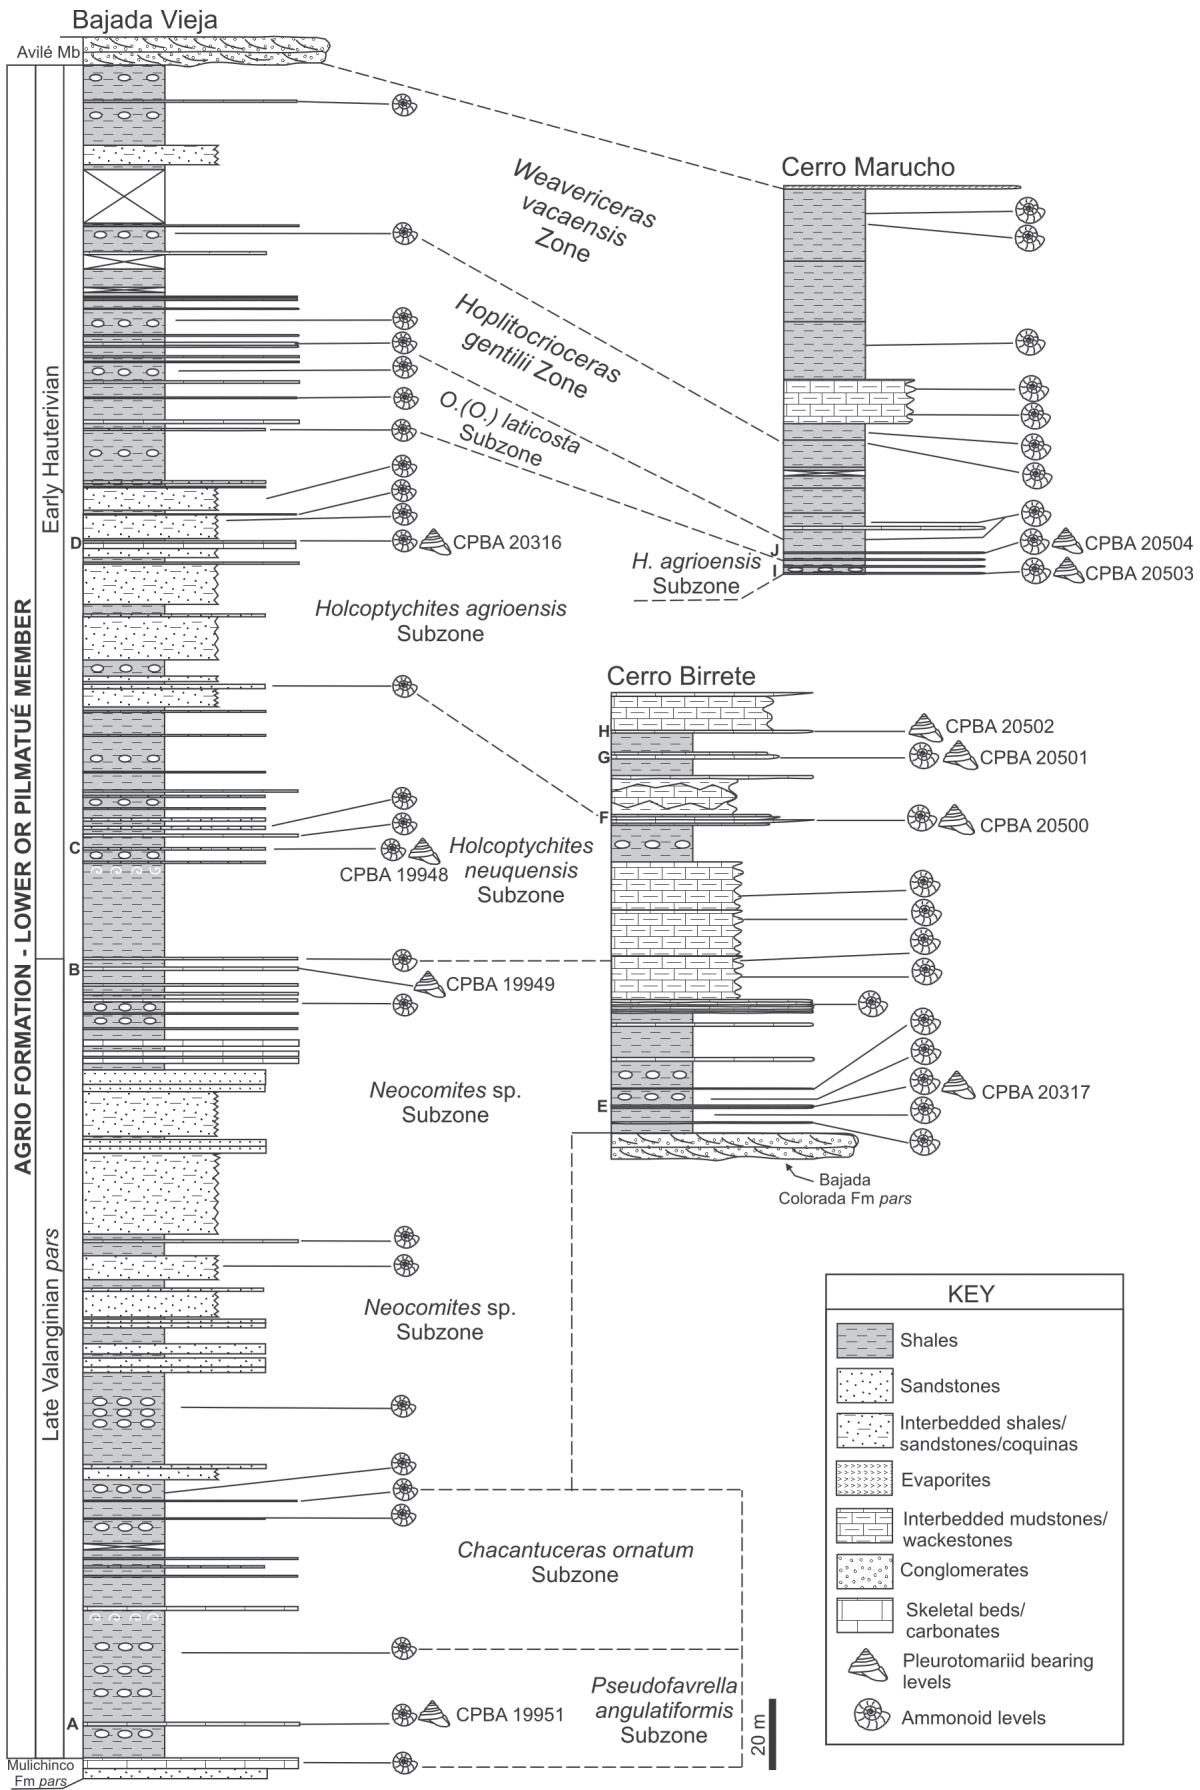 Bajada Vieja
Avilé Mb
AGRIO FORMATION - LOWER OR PILMATUÉ MEMBER
Early Hauterivian
Late Valanginian pars
Weavericeras
vacaensis
Zone
Hoplitocrioceras
gentilii Zone
O.(O.) laticosta
Subzone
D
CPBA 20316
Holcoptychites agrioensis
Subzone
C
CPBA 19948
Holcoptychites
neuquensis
Subzone
B
CPBA 19949
Neocomites sp.
Subzone
Neocomites sp.
Subzone
Chacantuceras ornatum
Subzone
Pseudofavrella
angulatiformis
Subzone
A
CPBA 19951
Mulichinco
Fm pars
20 m
Cerro Marucho
J
CPBA 20504
I
CPBA 20503
H. agrioensis
Subzone
Cerro Birrete
H
CPBA 20502
G
CPBA 20501
F
CPBA 20500
E
CPBA 20317
Bajada
Colorada Fm pars
KEY
Shales
Sandstones
Interbedded shales/
sandstones/coquinas
Evaporites
Interbedded mudstones/
wackestones
Conglomerates
Skeletal beds/
carbonates
Pleurotomariid bearing
levels
Ammonoid levels